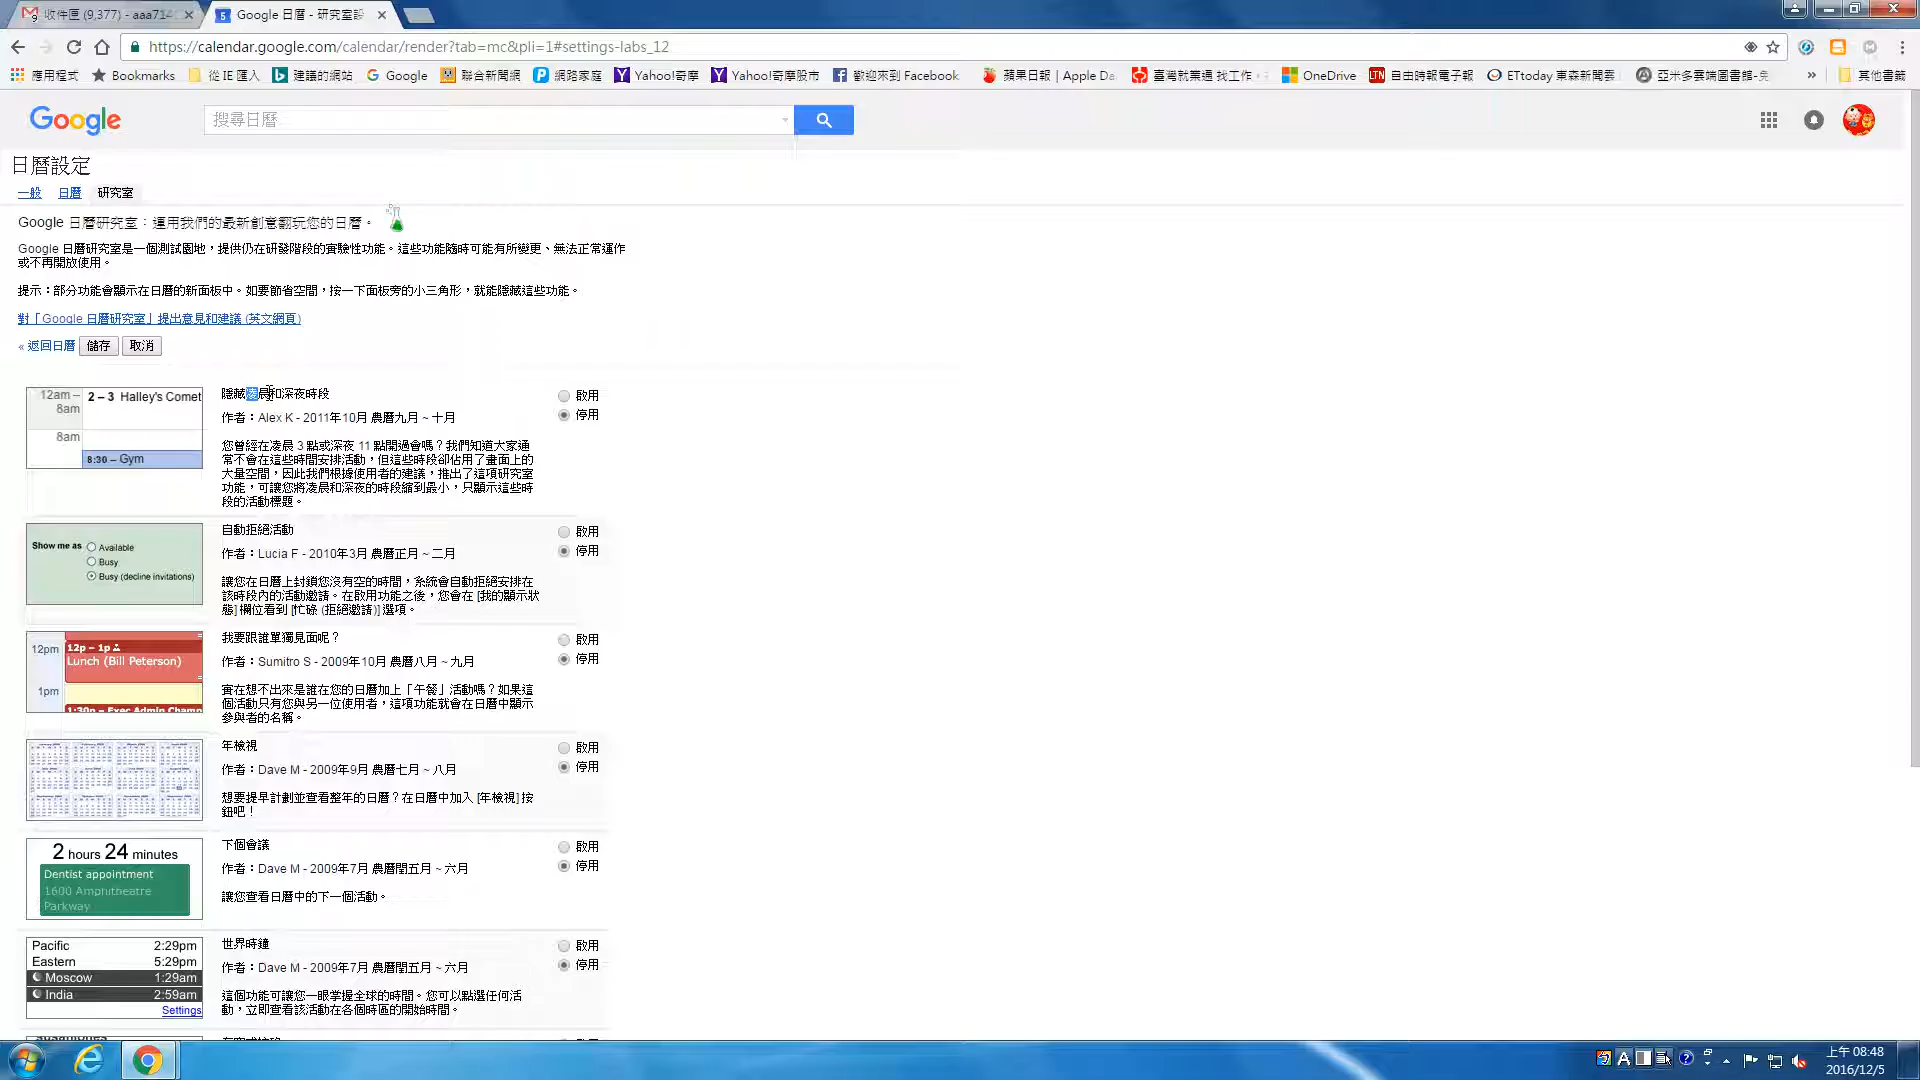 收件匣 (9,377) - aaa714
Google 日曆 - 研究室設
https://calendar.google.com/calendar/render?tab=mc&pli=1#settings-labs_12
應用程式
Bookmarks
從 IE 匯入
建議的網站
Google
聯合新聞網
網路家庭
Yahoo!奇摩
Yahoo!奇摩股市
歡迎來到 Facebook
蘋果日報 | Apple Da
臺灣就業通 找工作
OneDrive
自由時報電子報
ETtoday 東森新聞雲
亞米多雲端圖書館-免
»
其他書籤
Google
搜尋日曆
日曆設定
一般 日曆 研究室
Google 日曆研究室：運用我們的最新創意翻玩您的日曆。
Google 日曆研究室是一個測試園地，提供仍在研發階段的實驗性功能。這些功能隨時可能有所變更、無法正常運作
或不再開放使用。
提示：部分功能會顯示在日曆的新面板中。如要節省空間，按一下面板旁的小三角形，就能隱藏這些功能。
對「Google 日曆研究室」提出意見和建議 (英文網頁)
« 返回日曆 儲存 取消
12am –
8am
2 – 3 Halley's Comet
8am
8:30 – Gym
隱藏凌晨和深夜時段
作者：Alex K - 2011年10月 農曆九月 ~ 十月
您曾經在凌晨 3 點或深夜 11 點開過會嗎？我們知道大家通
常不會在這些時間安排活動，但這些時段卻佔用了畫面上的
大量空間，因此我們根據使用者的建議，推出了這項研究室
功能，可讓您將凌晨和深夜的時段縮到最小，只顯示這些時
段的活動標題。
啟用
停用
Show me as
Available
Busy
Busy (decline invitations)
自動拒絕活動
作者：Lucia F - 2010年3月 農曆正月 ~ 二月
讓您在日曆上封鎖您沒有空的時間，系統會自動拒絕安排在
該時段內的活動邀請。在啟用功能之後，您會在 [我的顯示狀
態] 欄位看到 [忙碌 (拒絕邀請)] 選項。
啟用
停用
12pm
12p – 1p
Lunch (Bill Peterson)
1pm
1:30p – Exec Admin Champ
我要跟誰單獨見面呢？
作者：Sumitro S - 2009年10月 農曆八月 ~ 九月
實在想不出來是誰在您的日曆加上「午餐」活動嗎？如果這
個活動只有您與另一位使用者，這項功能就會在日曆中顯示
參與者的名稱。
啟用
停用
年檢視
作者：Dave M - 2009年9月 農曆七月 ~ 八月
想要提早計劃並查看整年的日曆？在日曆中加入 [年檢視] 按
鈕吧！
啟用
停用
2 hours 24 minutes
Dentist appointment
1600 Amphitheatre
Parkway
下個會議
作者：Dave M - 2009年7月 農曆閏五月 ~ 六月
讓您查看日曆中的下一個活動。
啟用
停用
Pacific 2:29pm
Eastern 5:29pm
Moscow 1:29am
India 2:59am
Settings
世界時鐘
作者：Dave M - 2009年7月 農曆閏五月 ~ 六月
這個功能可讓您一眼掌握全球的時間。您可以點選任何活
動，立即查看該活動在各個時區的開始時間。
啟用
停用
上午 08:48
2016/12/5